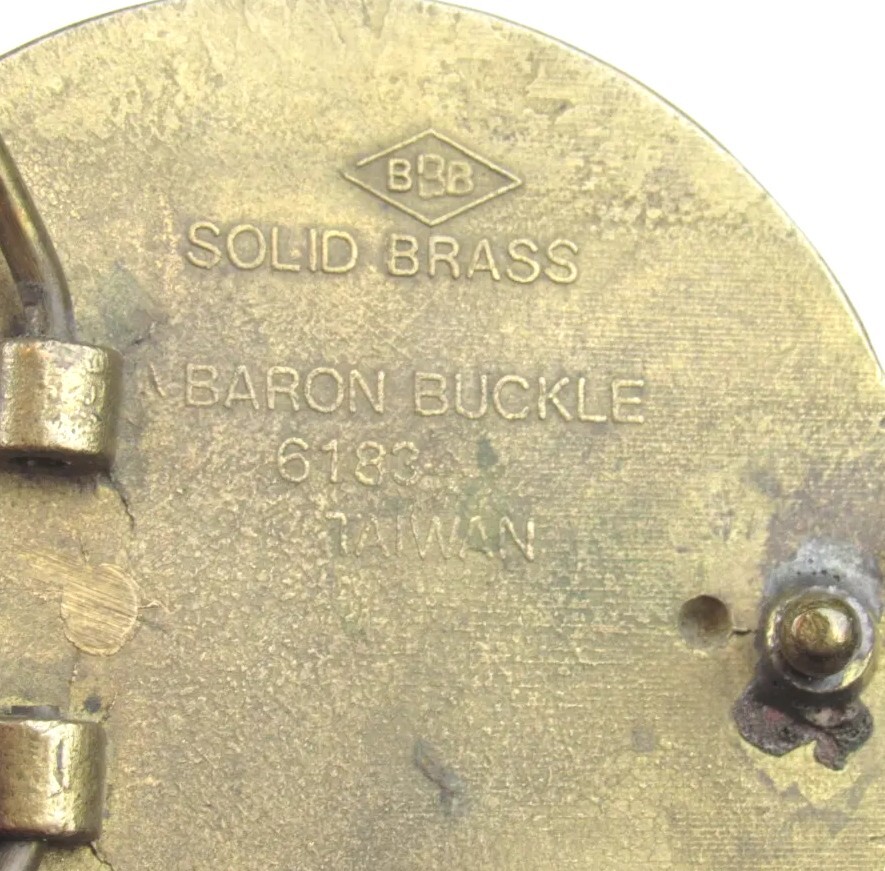 BBB
SOLID BRASS
A BARON BUCKLE
6183
TAIWAN